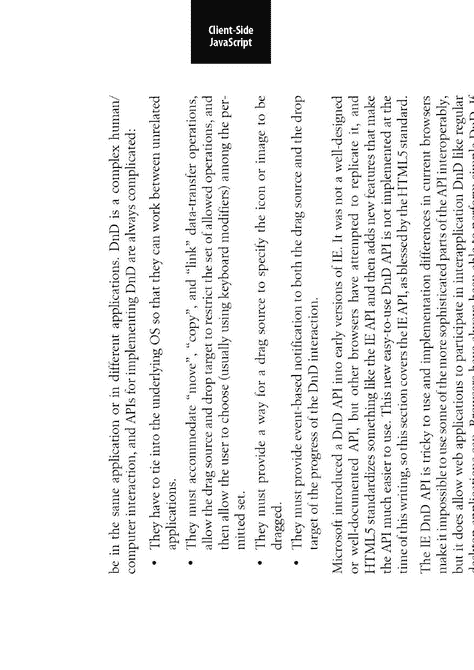 Client-Side
JavaScript
be in the same application or in different applications. DnD is a complex human/
computer interaction, and APIs for implementing DnD are always complicated:
• They have to tie into the underlying OS so that they can work between unrelated
applications.
• They must accommodate “move”, “copy”, and “link” data-transfer operations,
allow the drag source and drop target to restrict the set of allowed operations, and
then allow the user to choose (usually using keyboard modifiers) among the per-
mitted set.
• They must provide a way for a drag source to specify the icon or image to be
dragged.
• They must provide event-based notification to both the drag source and the drop
target of the progress of the DnD interaction.
Microsoft introduced a DnD API into early versions of IE. It was not a well-designed
or well-documented API, but other browsers have attempted to replicate it, and
HTML5 standardizes something like the IE API and then adds new features that make
the API much easier to use. This new easy-to-use DnD API is not implemented at the
time of this writing, so this section covers the IE API, as blessed by the HTML5 standard.
The IE DnD API is tricky to use and implementation differences in current browsers
make it impossible to use some of the more sophisticated parts of the API interoperably,
but it does allow web applications to participate in interapplication DnD like regular